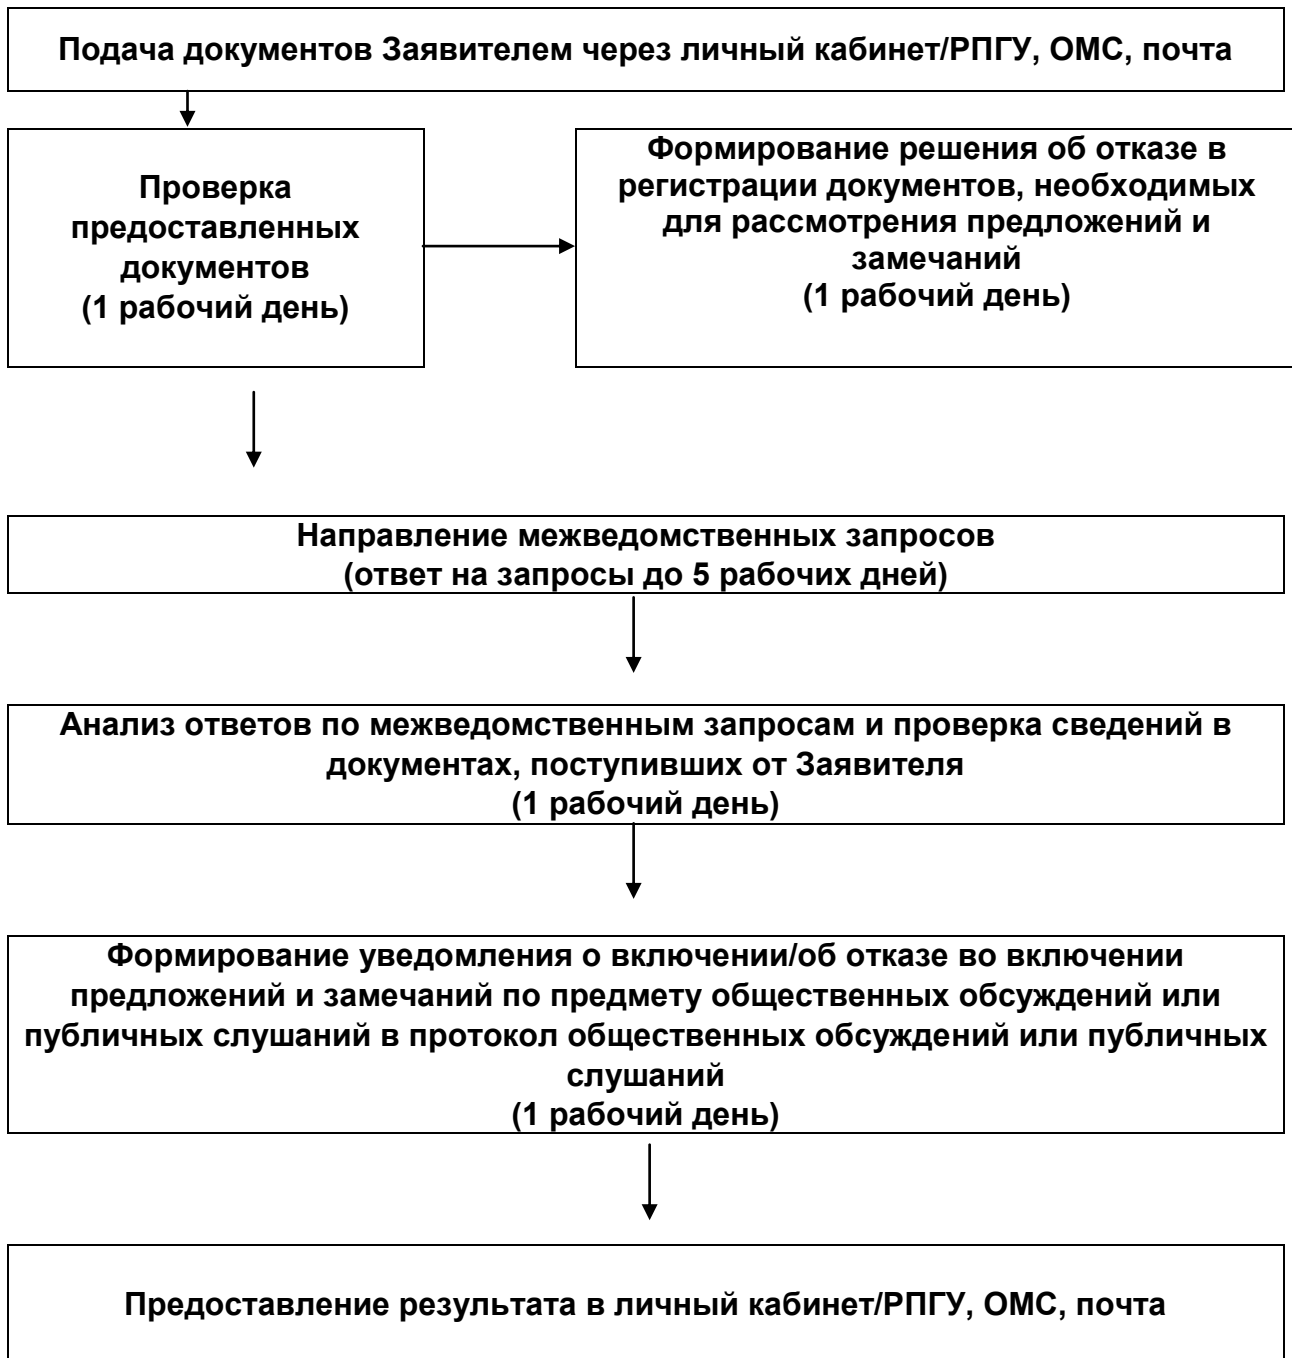 Подача документов Заявителем через личный кабинет/РПГУ, ОМС, почта
Проверка
предоставленных
документов
(1 рабочий день)
Формирование решения об отказе в
регистрации документов, необходимых
для рассмотрения предложений и
замечаний
(1 рабочий день)
Направление межведомственных запросов
(ответ на запросы до 5 рабочих дней)
Анализ ответов по межведомственным запросам и проверка сведений в
документах, поступивших от Заявителя
(1 рабочий день)
Формирование уведомления о включении/об отказе во включении
предложений и замечаний по предмету общественных обсуждений или
публичных слушаний в протокол общественных обсуждений или публичных
слушаний
(1 рабочий день)
Предоставление результата в личный кабинет/РПГУ, ОМС, почта